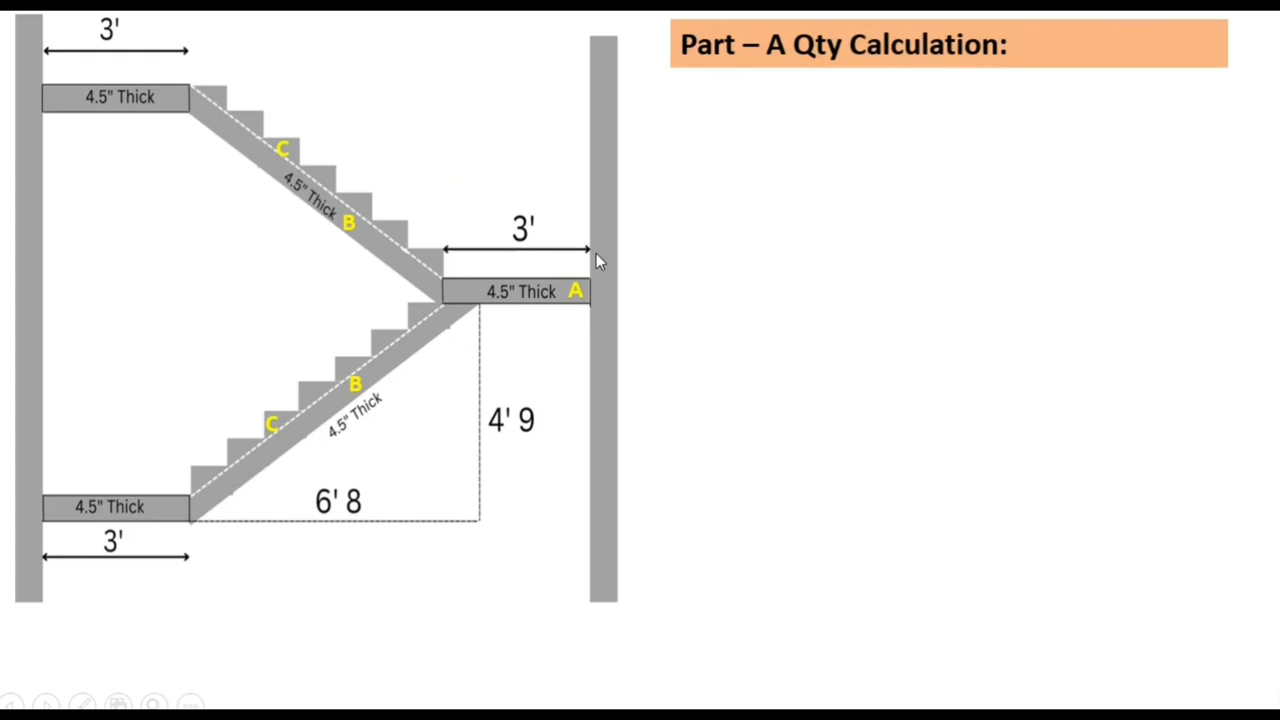 Part – A Qty Calculation:
3'
4.5" Thick
C
4.5" Thick
B
3'
4.5" Thick
A
B
C
4.5" Thick
4' 9
6' 8
4.5" Thick
3'